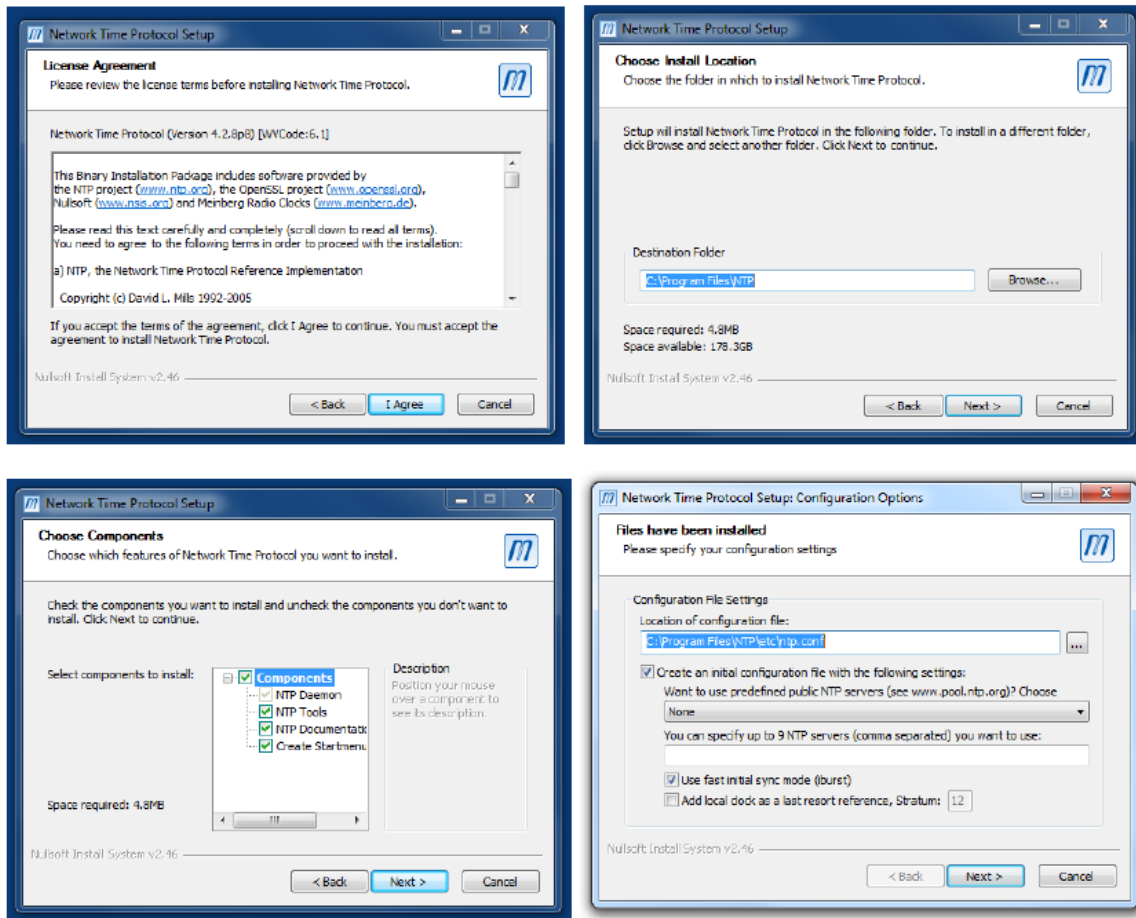 Network Time Protocol Setup
License Agreement
Please review the license terms before installing Network Time Protocol.
Network Time Protocol (Version 4.2.8p8) [WVCode:6.1]
This Binary Installation Package includes software provided by
the NTP project (www.ntp.org), the OpenSSL project (www.openssl.org),
Nullsoft (www.nsis.org) and Meinberg Radio Clocks (www.meinberg.de).
Please read this text carefully and completely (scroll down to read all terms).
You need to agree to the following terms in order to proceed with the installation:
a) NTP, the Network Time Protocol Reference Implementation
Copyright (c) David L. Mills 1992-2005
If you accept the terms of the agreement, click I Agree to continue. You must accept the
agreement to install Network Time Protocol.
Nullsoft Install System v2.46
< Back
I Agree
Cancel
Network Time Protocol Setup
Choose Install Location
Choose the folder in which to install Network Time Protocol.
Setup will install Network Time Protocol in the following folder. To install in a different folder,
click Browse and select another folder. Click Next to continue.
Destination Folder
C:\Program Files\NTP
Browse...
Space required: 4.8MB
Space available: 178.3GB
Nullsoft Install System v2.46
< Back
Next >
Cancel
Network Time Protocol Setup
Choose Components
Choose which features of Network Time Protocol you want to install.
Check the components you want to install and uncheck the components you don't want to
install. Click Next to continue.
Select components to install:
Components
NTP Daemon
NTP Tools
NTP Documentatic
Create Startmenu
Description
Position your mouse
over a component to
see its description.
Space required: 4.8MB
Nullsoft Install System v2.46
< Back
Next >
Cancel
Network Time Protocol Setup: Configuration Options
Files have been installed
Please specify your configuration settings
Configuration File Settings
Location of configuration file:
C:\Program Files\NTP\etc\ntp.conf
...
Create an initial configuration file with the following settings:
Want to use predefined public NTP servers (see www.pool.ntp.org)? Choose
None
You can specify up to 9 NTP servers (comma separated) you want to use:
Use fast initial sync mode (iburst)
Add local clock as a last resort reference, Stratum: 12
Nullsoft Install System v2.46
< Back
Next >
Cancel